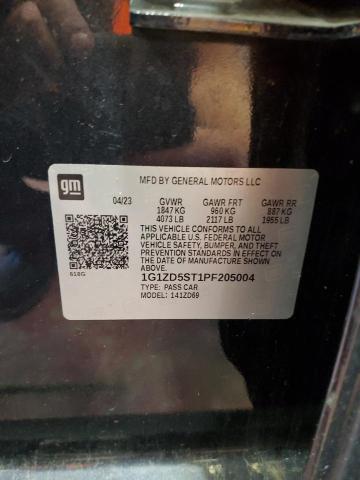 gm
MFD BY GENERAL MOTORS LLC
04/23 GVWR GAWR FRT GAWR RR
1847 KG 960 KG 887 KG
4073 LB 2117 LB 1955 LB
THIS VEHICLE CONFORMS TO ALL
APPLICABLE U.S. FEDERAL MOTOR
VEHICLE SAFETY, BUMPER, AND THEFT
PREVENTION STANDARDS IN EFFECT ON
THE DATE OF MANUFACTURE SHOWN
ABOVE.
1G1ZD5ST1PF205004
TYPE: PASS CAR
MODEL: 141ZD69